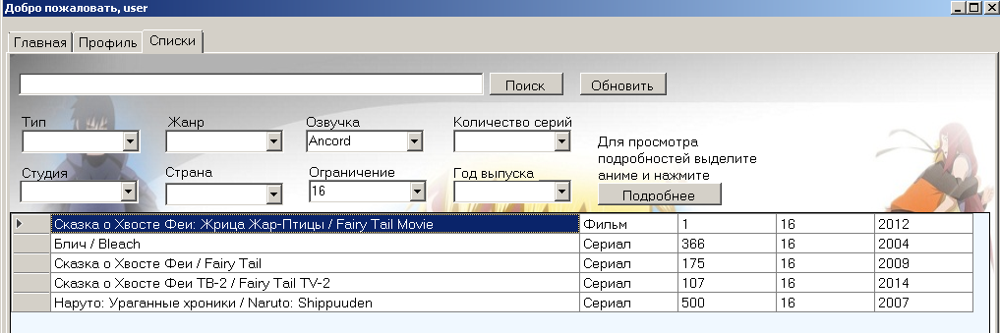 Добро пожаловать, user
Главная Профиль Списки
Поиск Обновить
Тип Жанр Озвучка Количество серий
Ancord
Для просмотра
подробностей выделите
аниме и нажмите
Студия Страна Ограничение Год выпуска
16
Подробнее
Сказка о Хвосте Феи: Жрица Жар-Птицы / Fairy Tail Movie Фильм 1 16 2012
Блич / Bleach Сериал 366 16 2004
Сказка о Хвосте Феи / Fairy Tail Сериал 175 16 2009
Сказка о Хвосте Феи ТВ-2 / Fairy Tail TV-2 Сериал 107 16 2014
Наруто: Ураганные хроники / Naruto: Shippuuden Сериал 500 16 2007